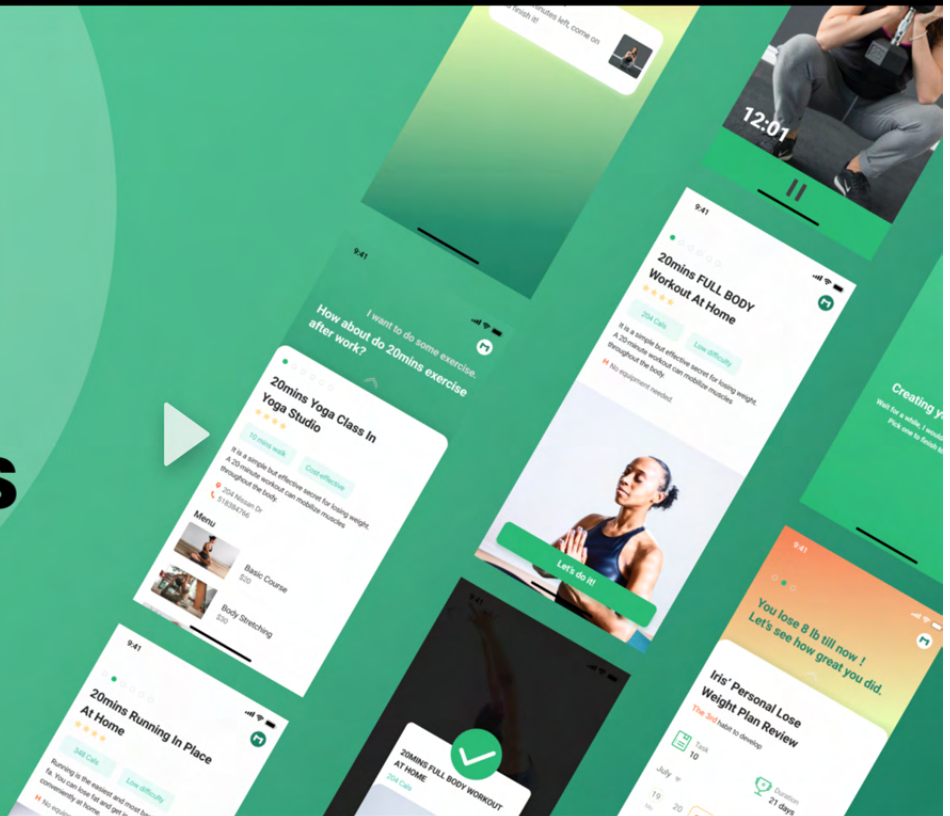 s
minutes left, come on
finish it!
12:01
9:41
I want to do some exercise.
How about do 20mins exercise
after work?
20mins Yoga Class In
Yoga Studio
10 mins walk
Cost-effective
It is a simple but effective secret for losing weight.
A 20-minute workout can mobilize muscles
throughout the body.
204 Nissan Dr
518384766
Menu
Basic Course
$20
Body Stretching
$30
9:41
20mins FULL BODY
Workout At Home
204 Cals
Low difficulty
It is a simple but effective secret for losing weight.
A 20-minute workout can mobilize muscles
throughout the body.
No equipment needed
Let's do it!
Creating
Wait for a while, I
Pick one to finish
9:41
20mins Running In Place
At Home
348 Cals
Low difficulty
Running is the easiest and most
fa. You can lose fat and get
conveniently at home.
No
9:41
20MINS FULL BODY WORKOUT
AT HOME
204 Cals
9:41
You lose 8 lb till now !
Let's see how great you did.
Iris' Personal Lose
Weight Plan Review
The 3rd habit to develop
Task
10
Duration
21 days
July
19
20